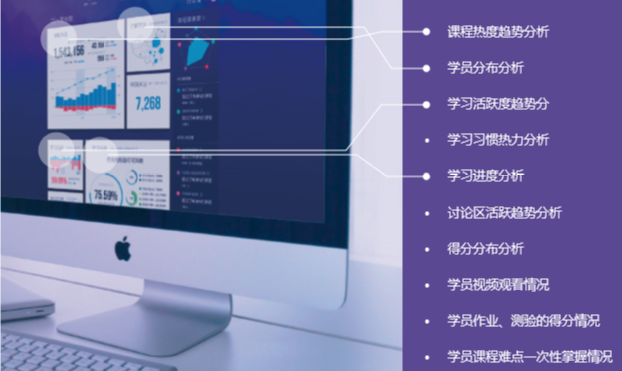 1,543,156
7,268
75.59%
课程热度趋势分析
学员分布分析
学习活跃度趋势分
学习习惯热力分析
学习进度分析
讨论区活跃趋势分析
得分分布分析
学员视频观看情况
学员作业、测验的得分情况
学员课程难点一次性掌握情况